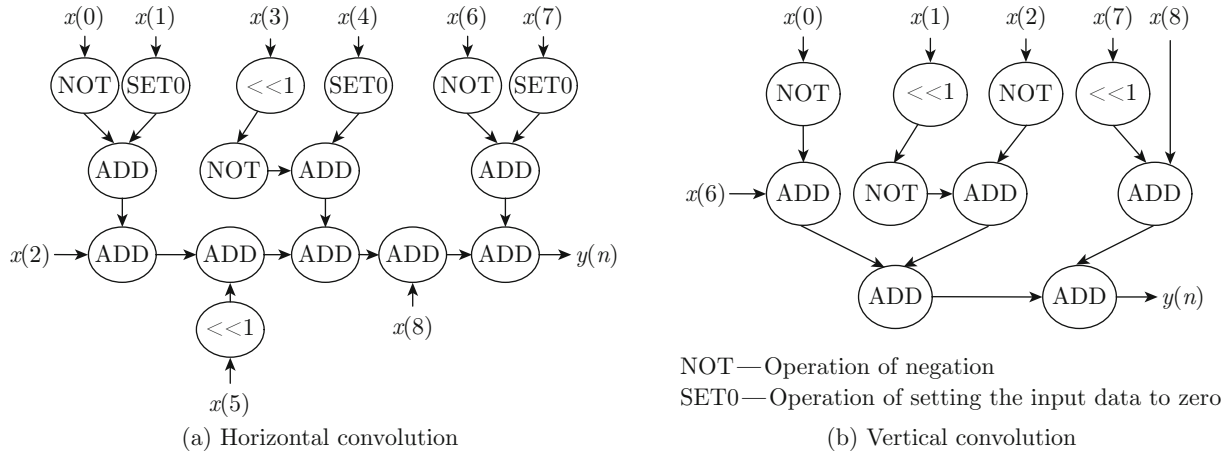 x(0) x(1) x(3) x(4) x(6) x(7)
NOT SET0 <<1 SET0 NOT SET0
ADD NOT ADD ADD
x(2) ADD ADD ADD ADD ADD y(n)
<<1 x(8)
x(5)
(a) Horizontal convolution
x(0) x(1) x(2) x(7) x(8)
NOT <<1 NOT <<1
x(6) ADD NOT ADD ADD
ADD ADD y(n)
NOT—Operation of negation
SET0—Operation of setting the input data to zero
(b) Vertical convolution